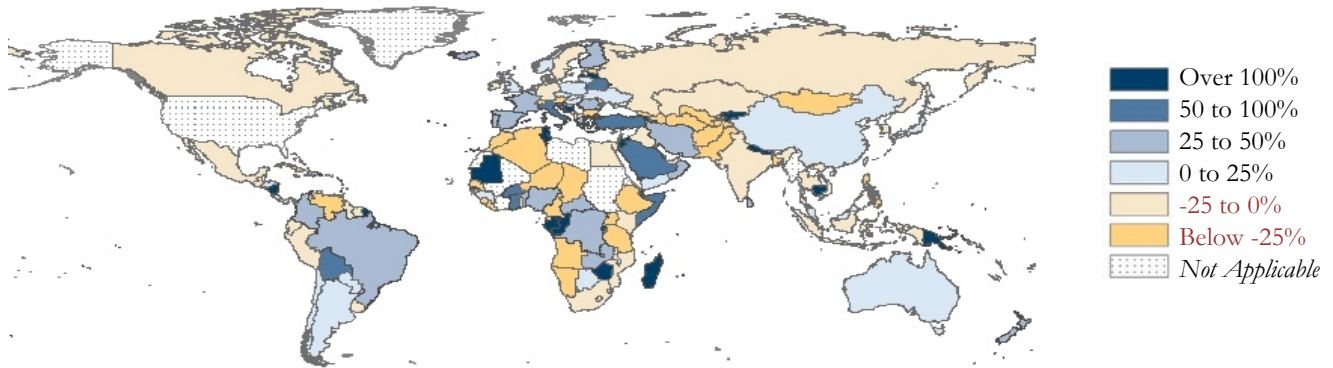 Over 100%
50 to 100%
25 to 50%
0 to 25%
-25 to 0%
Below -25%
Not Applicable